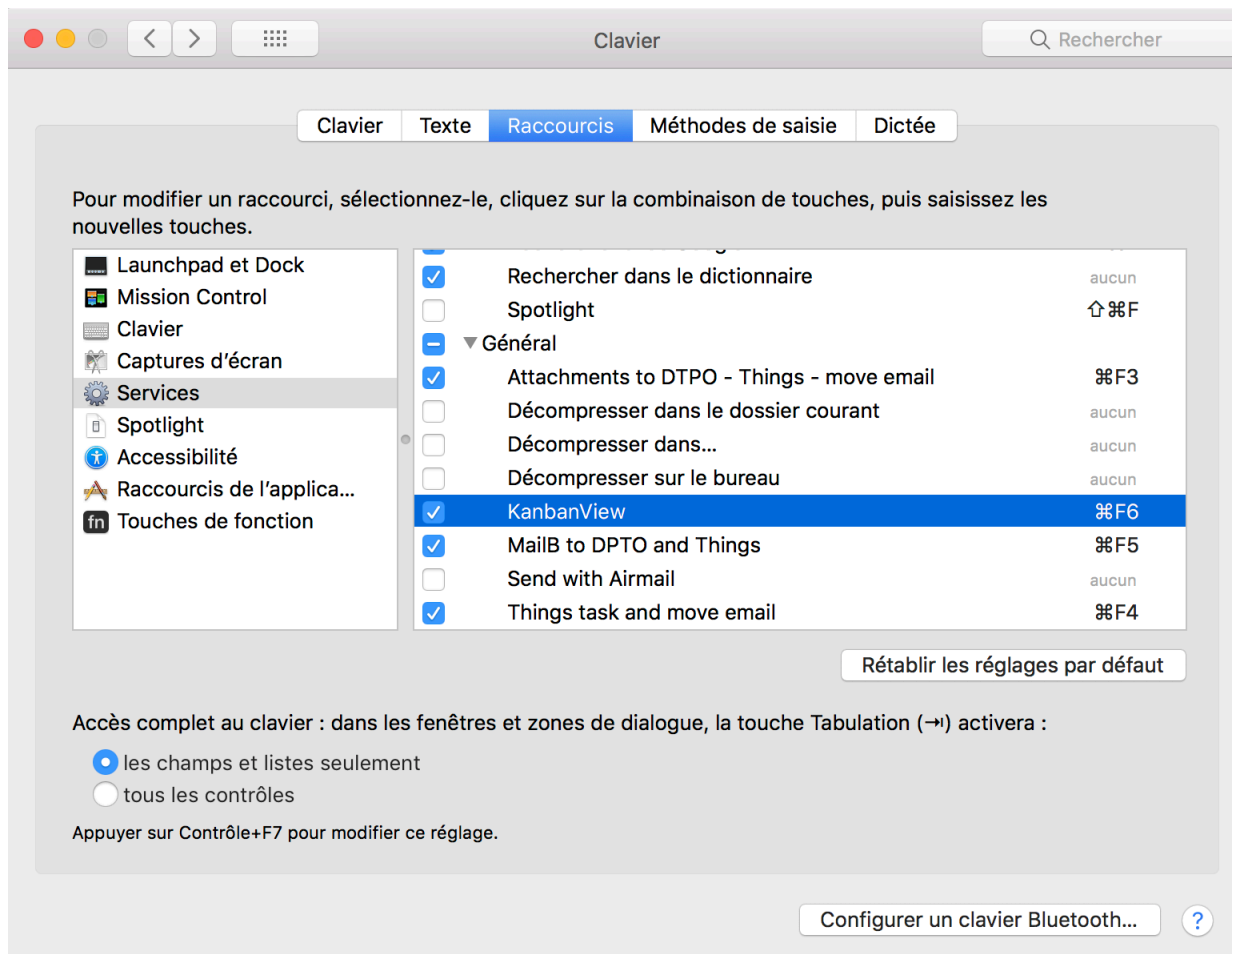 Clavier
Rechercher
Clavier
Texte
Raccourcis
Méthodes de saisie
Dictée
Pour modifier un raccourci, sélectionnez-le, cliquez sur la combinaison de touches, puis saisissez les
nouvelles touches.
Launchpad et Dock
Mission Control
Clavier
Captures d’écran
Services
Spotlight
Accessibilité
Raccourcis de l’applica...
fn Touches de fonction
Rechercher dans le dictionnaire aucun
Spotlight ⇧⌘F
Général
Attachments to DTPO - Things - move email ⌘F3
Décompresser dans le dossier courant aucun
Décompresser dans... aucun
Décompresser sur le bureau aucun
KanbanView ⌘F6
MailB to DPTO and Things ⌘F5
Send with Airmail aucun
Things task and move email ⌘F4
Rétablir les réglages par défaut
Accès complet au clavier : dans les fenêtres et zones de dialogue, la touche Tabulation (⇥) activera :
les champs et listes seulement
tous les contrôles
Appuyer sur Contrôle+F7 pour modifier ce réglage.
Configurer un clavier Bluetooth...
?